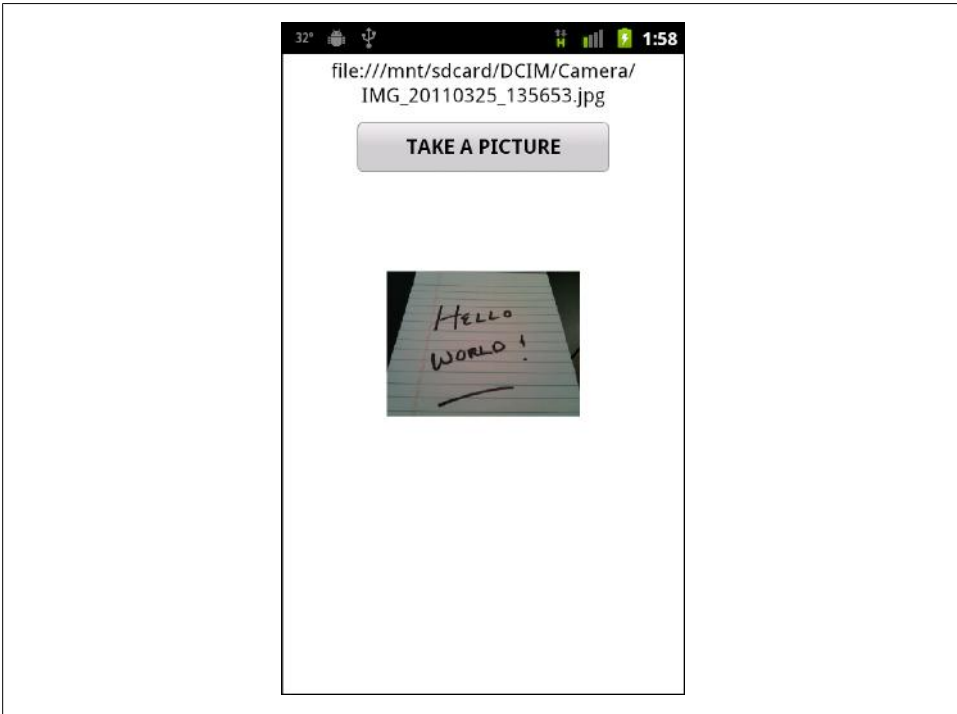 32°
H
1:58
file:///mnt/sdcard/DCIM/Camera/
IMG_20110325_135653.jpg
TAKE A PICTURE
HELLO
WORLD!